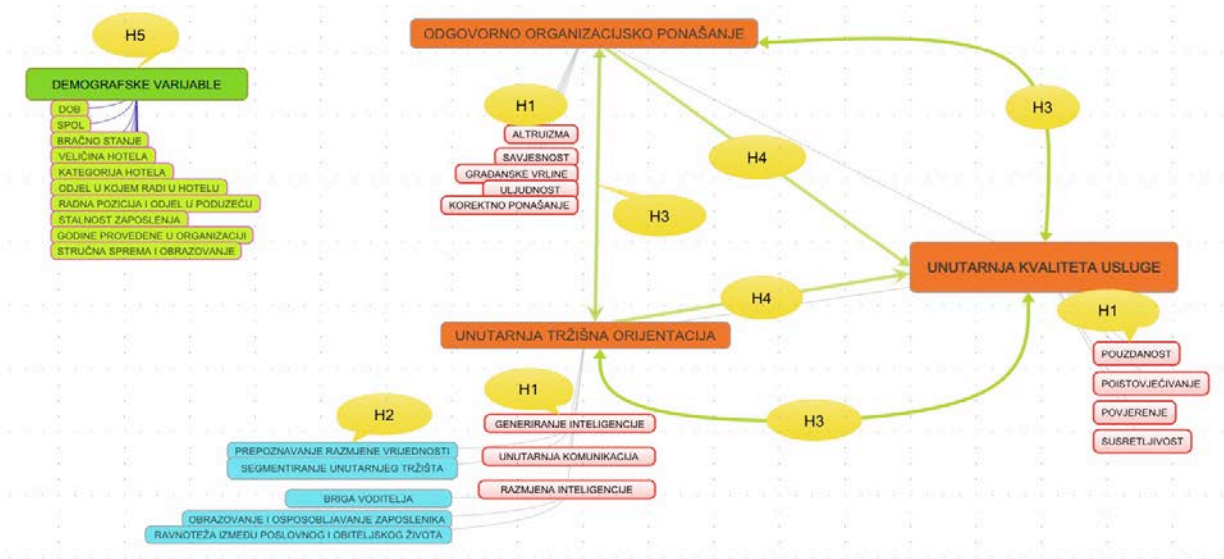 H5
DEMOGRAFSKE VARIJABLE
DOB
SPOL
BRAČNO STANJE
VELIČINA HOTELA
KATEGORIJA HOTELA
ODJEL U KOJEM RADI U HOTELU
RADNA POZICIJA I ODJEL U PODUZEĆU
STALNOST ZAPOSLENJA
GODINE PROVEDENE U ORGANIZACIJI
STRUČNA SPREMA I OBRAZOVANJE
ODGOVORNO ORGANIZACIJSKO PONAŠANJE
H1
ALTRUIZMA
SAVJESNOST
GRAĐANSKE VRLINE
ULJUDNOST
KOREKTNO PONAŠANJE
H3
H4
H3
UNUTARNJA KVALITETA USLUGE
H1
POUZDANOST
POISTOVJEĆIVANJE
POVJERENJE
SUSRETLJIVOST
H4
UNUTARNJA TRŽIŠNA ORIJENTACIJA
H1
GENERIRANJE INTELIGENCIJE
UNUTARNJA KOMUNIKACIJA
RAZMJENA INTELIGENCIJE
H3
H2
PREPOZNAVANJE RAZMJENE VRIJEDNOSTI
SEGMENTIRANJE UNUTARNJEG TRŽIŠTA
BRIGA VODITELJA
OBRAZOVANJE I OSPOSOBLJAVANJE ZAPOSLENIKA
RAVNOTEŽA IZMEĐU POSLOVNOG I OBITELJSKOG ŽIVOTA